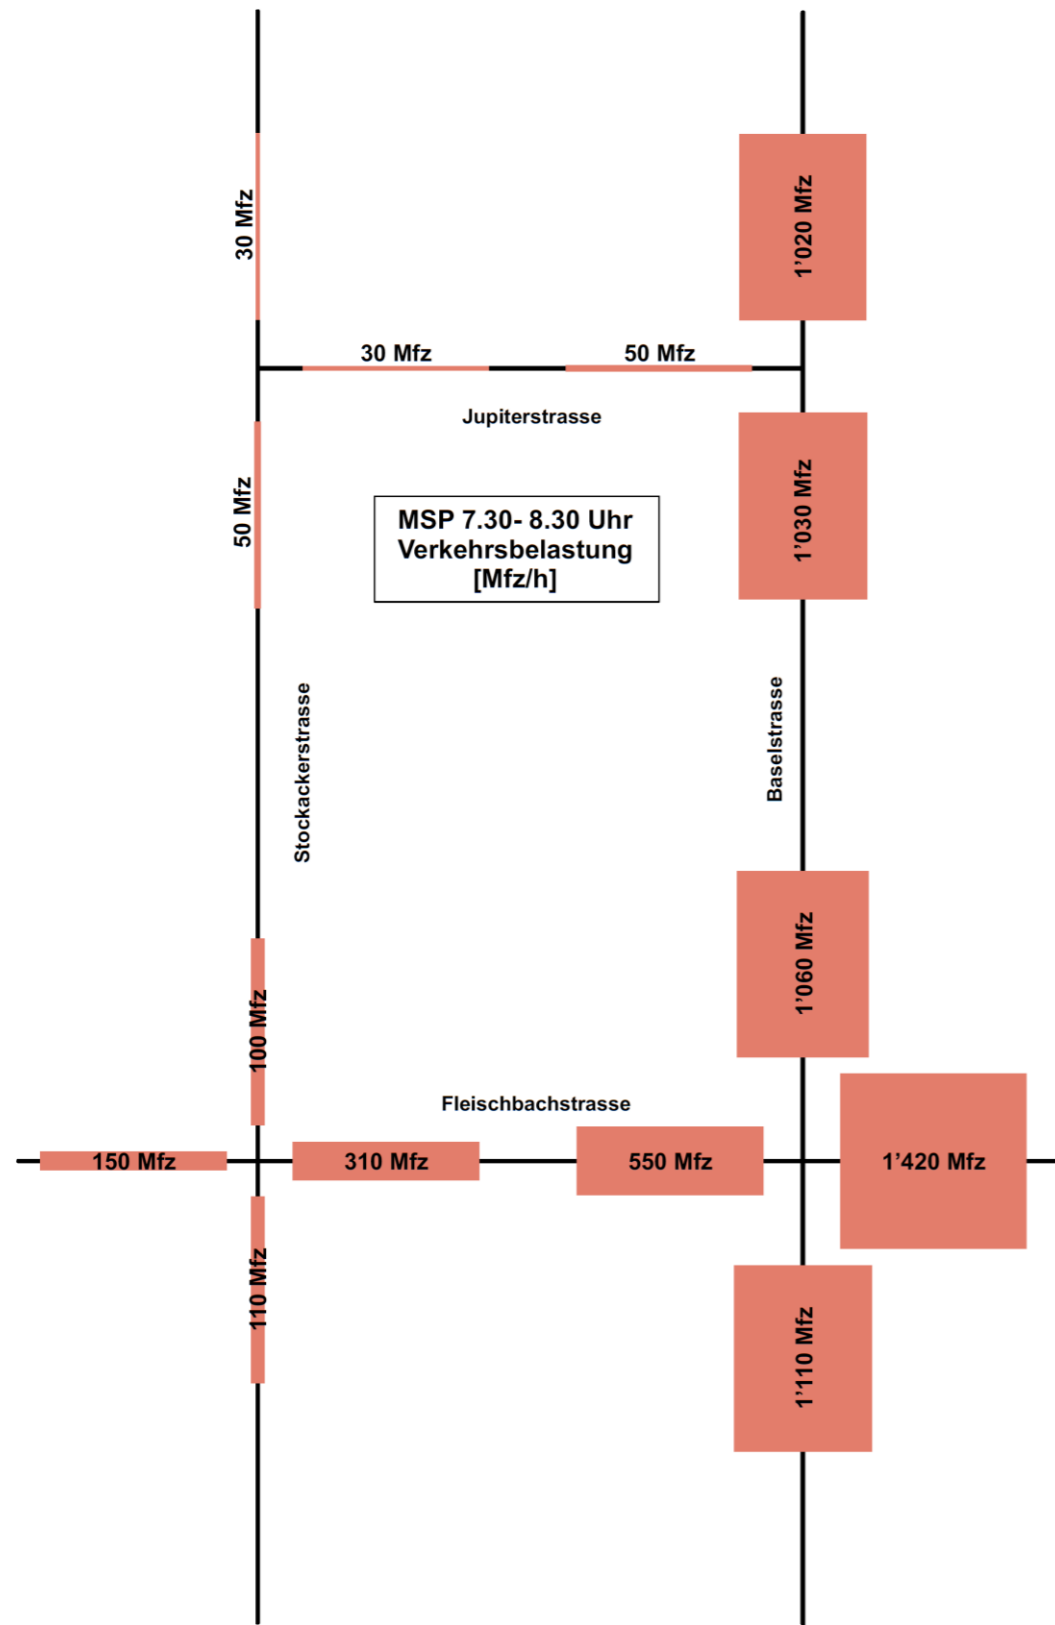 30 Mfz
1’020 Mfz
30 Mfz
50 Mfz
Jupiterstrasse
50 Mfz
MSP 7.30- 8.30 Uhr
Verkehrsbelastung
[Mfz/h]
1’030 Mfz
Stockackerstrasse
Baselstrasse
100 Mfz
1’060 Mfz
Fleischbachstrasse
150 Mfz
310 Mfz
550 Mfz
1’420 Mfz
110 Mfz
1’110 Mfz